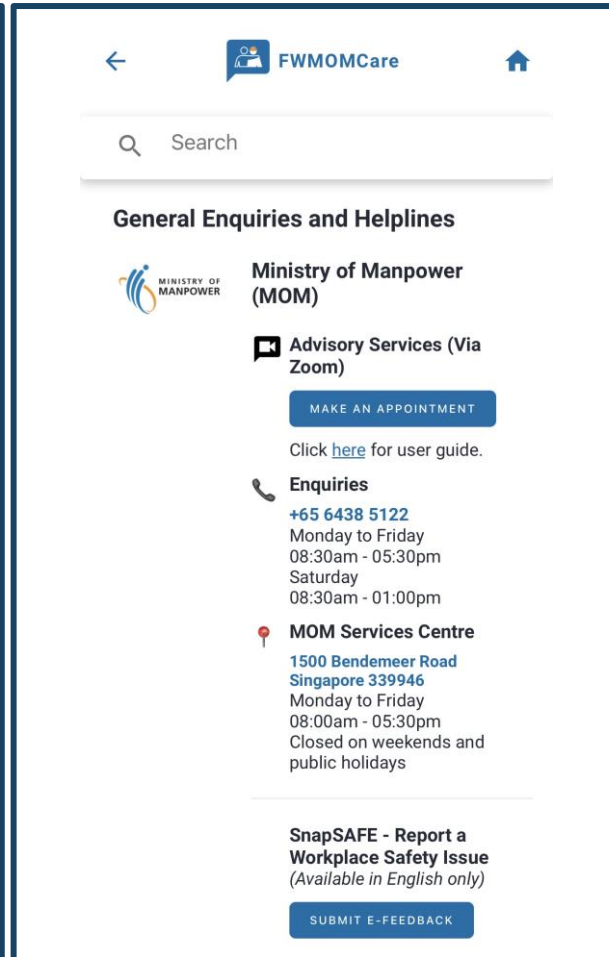 FWMOMCare
Search
General Enquiries and Helplines
MINISTRY OF
MANPOWER
Ministry of Manpower
(MOM)
Advisory Services (Via
Zoom)
MAKE AN APPOINTMENT
Click here for user guide.
Enquiries
+65 6438 5122
Monday to Friday
08:30am - 05:30pm
Saturday
08:30am - 01:00pm
MOM Services Centre
1500 Bendemeer Road
Singapore 339946
Monday to Friday
08:00am - 05:30pm
Closed on weekends and
public holidays
SnapSAFE - Report a
Workplace Safety Issue
(Available in English only)
SUBMIT E-FEEDBACK